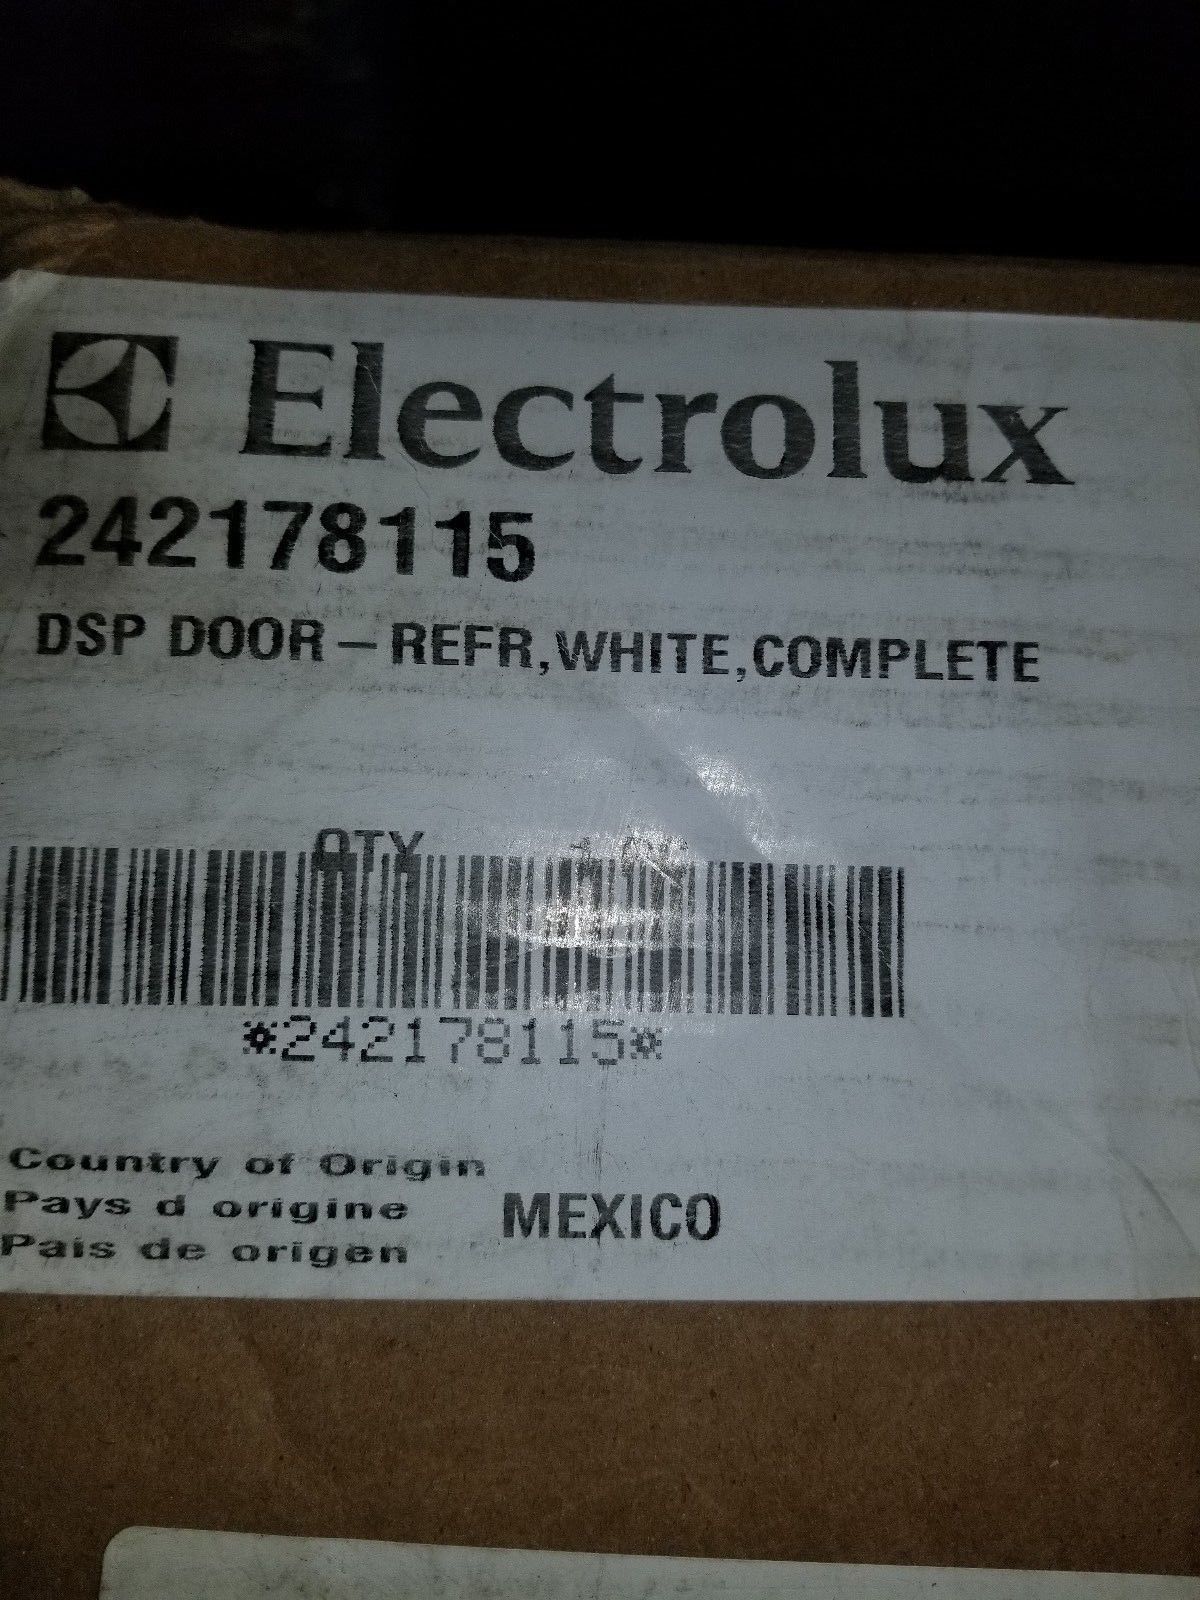 Electrolux
242178115
DSP DOOR – REFR,WHITE,COMPLETE
QTY
*242178115*
Country of Origin
Pays d origine MEXICO
Pais de origen